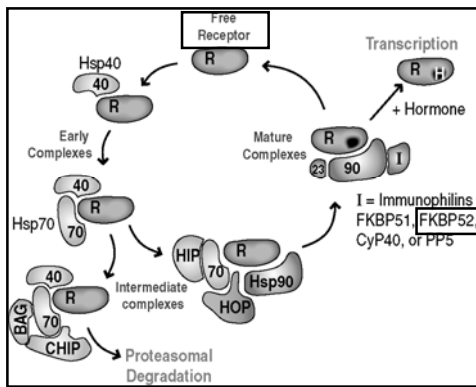 Free
Receptor
R
Transcription
R H
+ Hormone
Hsp40
40
R
Early
Complexes
Mature
Complexes
R
23
90
I
I = Immunophilins
FKBP51, FKBP52,
CyP40, or PP5
40
R
Hsp70
70
HIP
70
R
Hsp90
HOP
Intermediate
complexes
40
R
70
BAG
CHIP
Proteasomal
Degradation